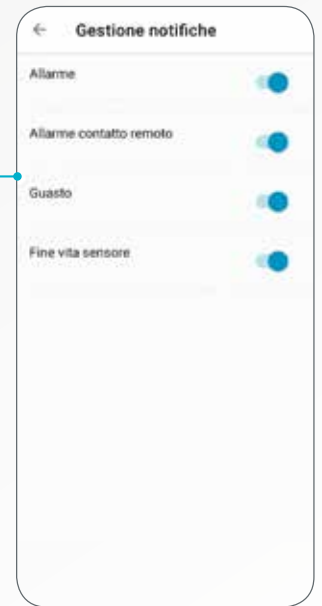 Gestione notifiche
Allarme
Allarme contatto remoto
Guasto
Fine vita sensore